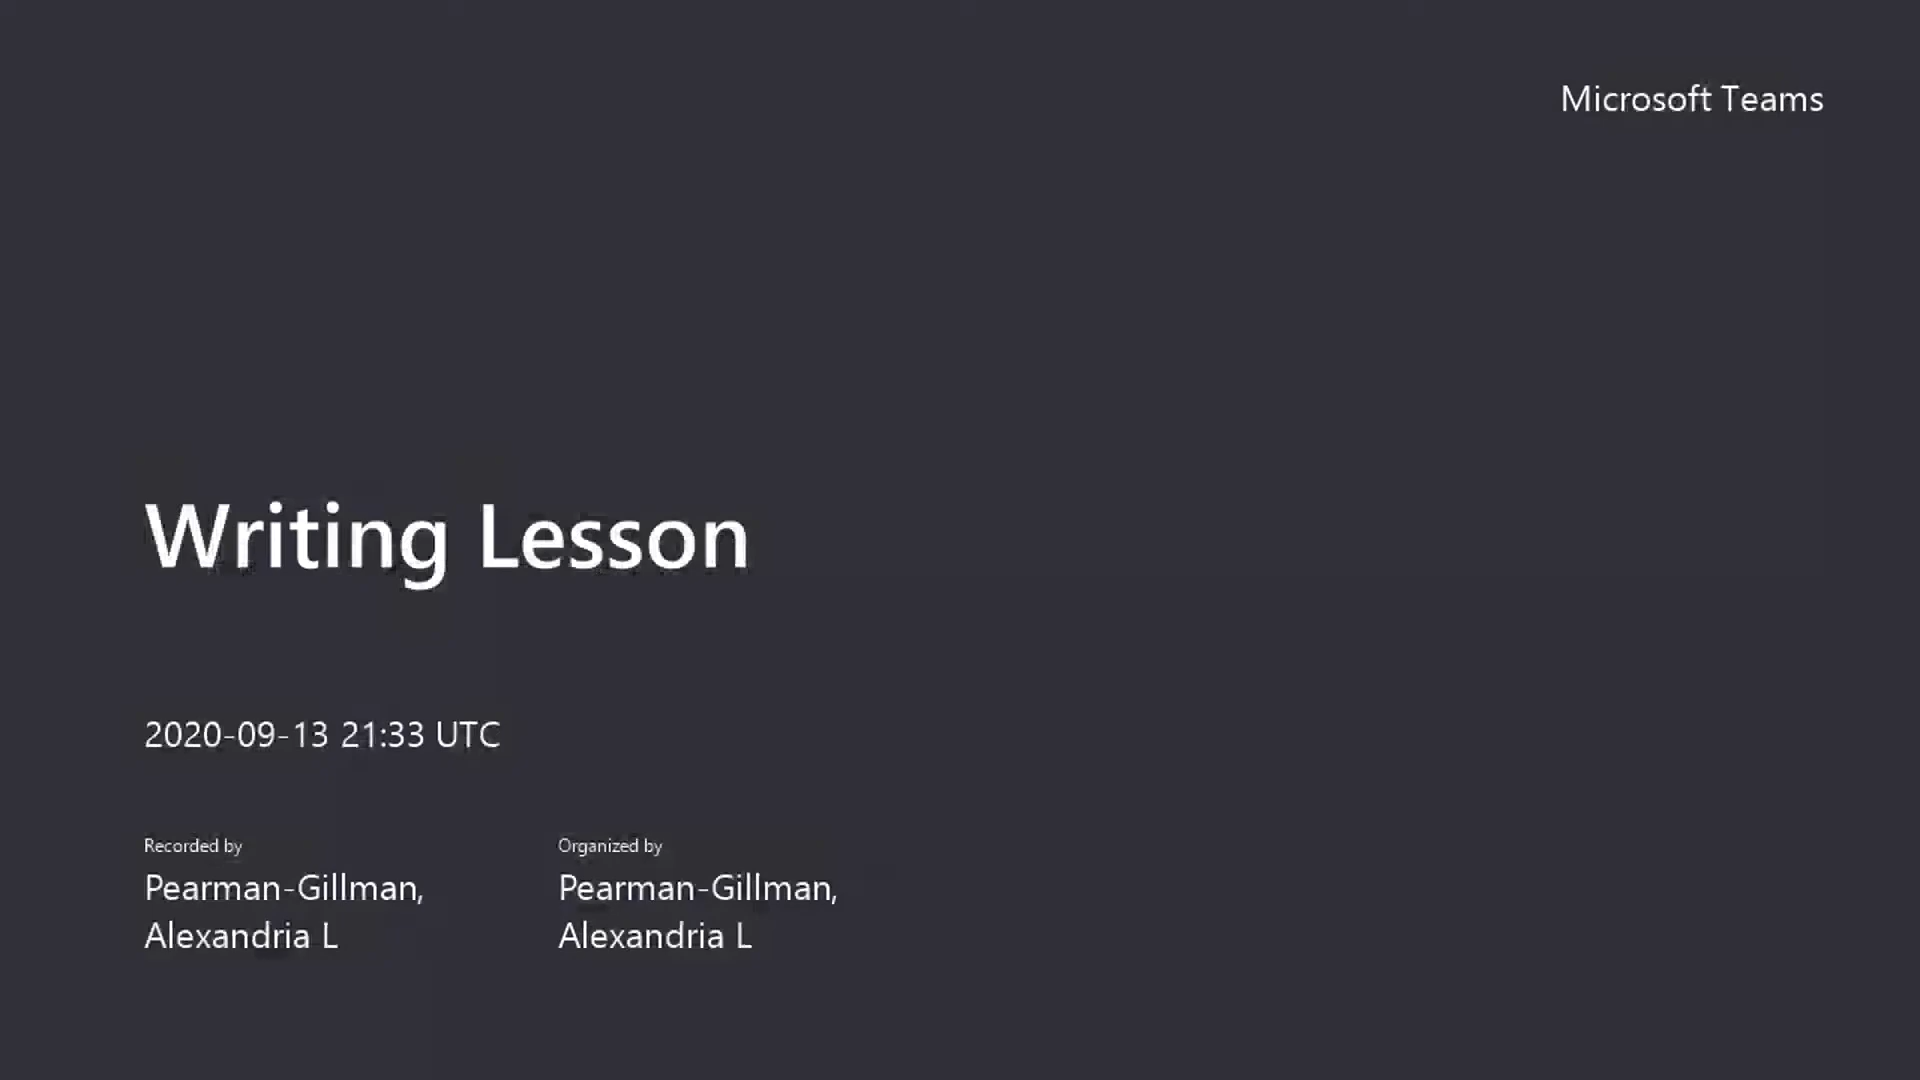 Microsoft Teams
Writing Lesson
2020-09-13 21:33 UTC
Recorded by
Pearman-Gillman,
Alexandria L
Organized by
Pearman-Gillman,
Alexandria L